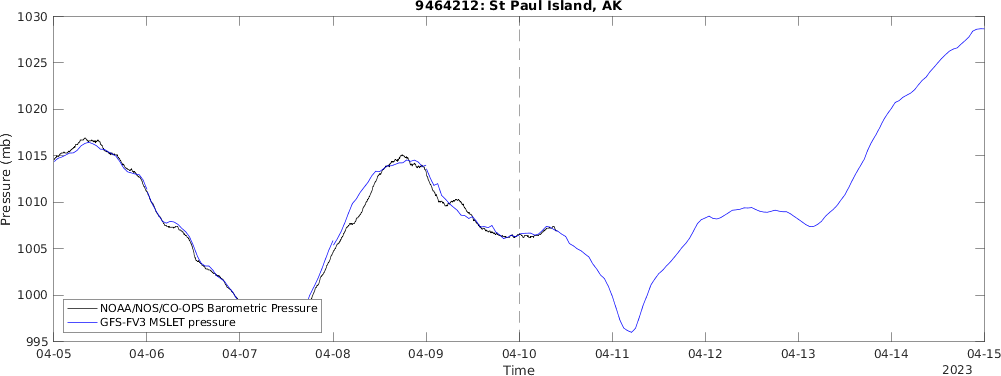 9464212: St Paul Island, AK
1030
1025
1020
1015
1010
1005
1000
995
Pressure (mb)
NOAA/NOS/CO-OPS Barometric Pressure
GFS-FV3 MSLET pressure
04-05 04-06 04-07 04-08 04-09 04-10 04-11 04-12 04-13 04-14 04-15
Time
2023